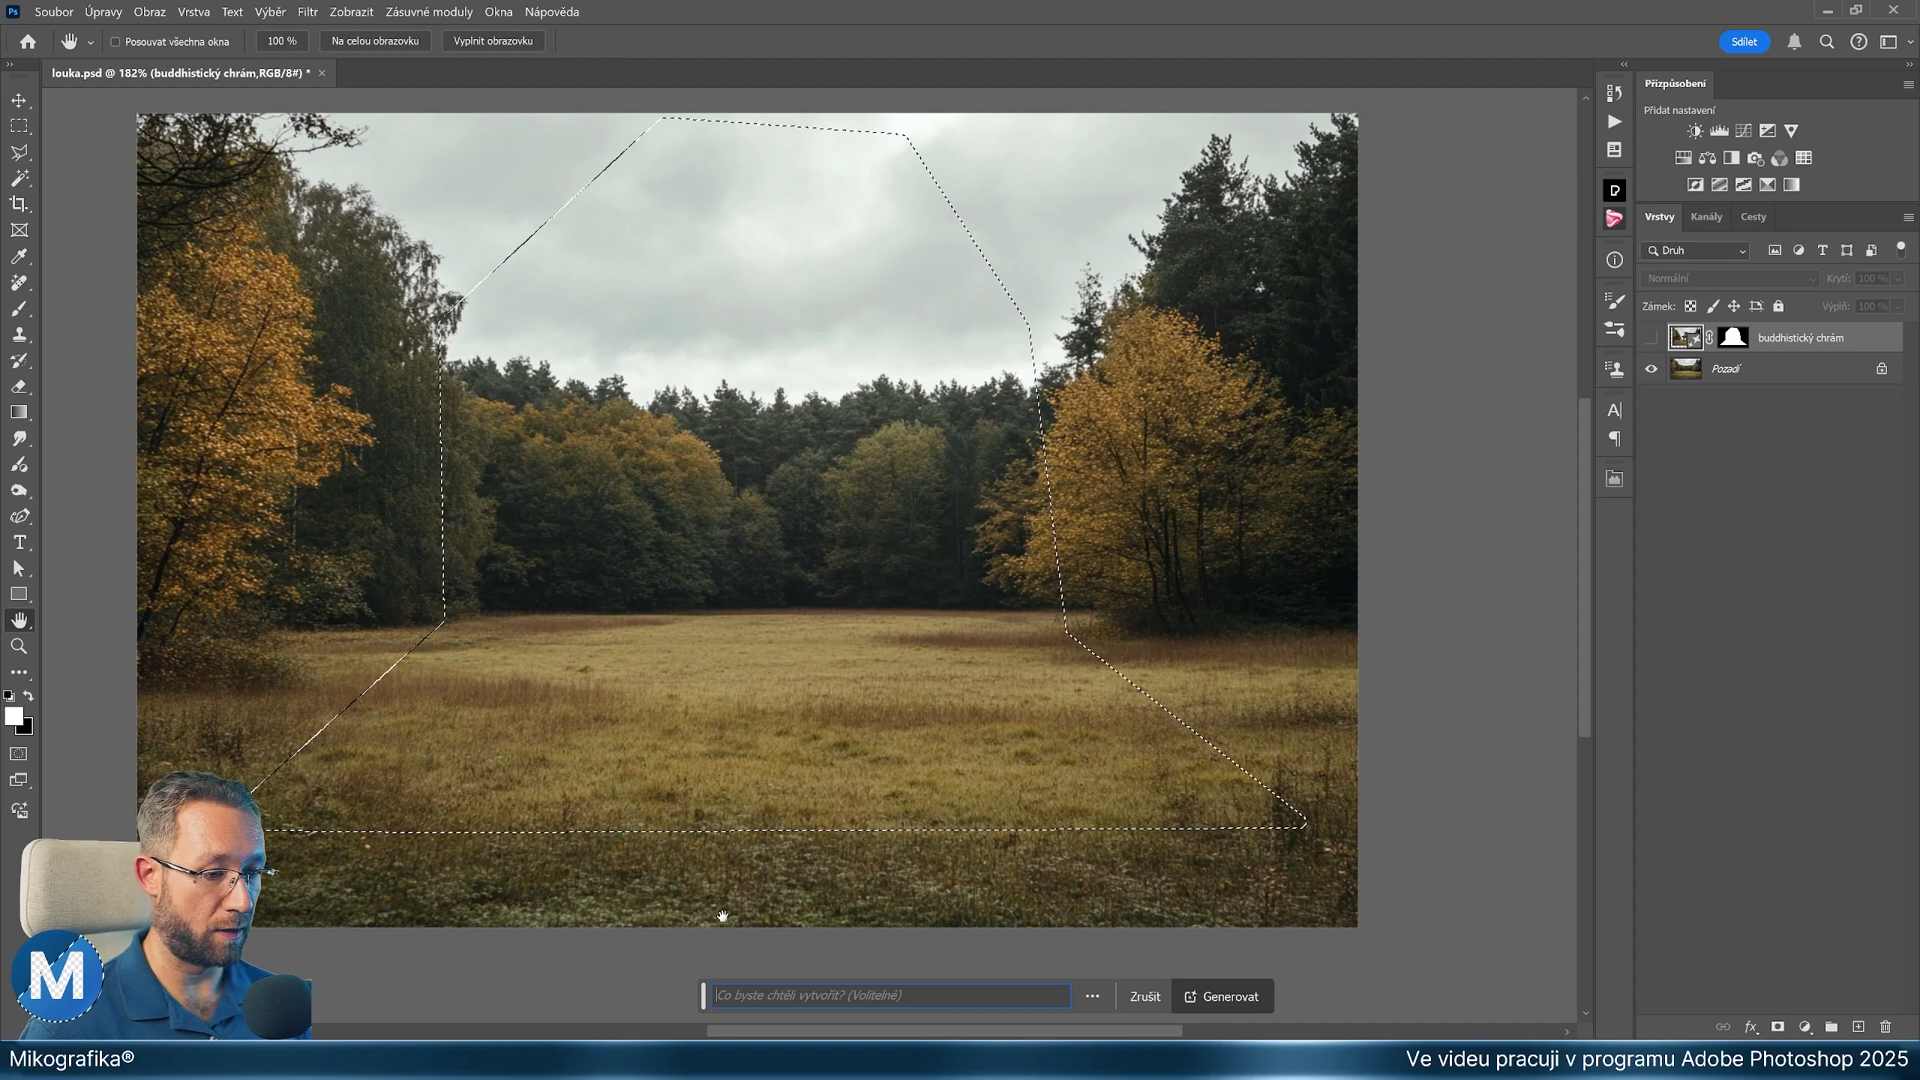 Ps Soubor Úpravy Obraz Vrstva Text Výběr Filtr Zobrazit Zásuvné moduly Okna Nápověda
Posouvat všechna okna 100 % Na celou obrazovku Vyplnit obrazovku Sdílet
louka.psd @ 182% (buddhistický chrám,RGB/8#) * ×
Přizpůsobení
Přidat nastavení
Vrstvy Kanály Cesty
Druh
Normální Krytí: 100 %
Zámek: Výplň: 100 %
buddhistický chrám
Pozadí
Co byste chtěli vytvořit? (Volitelné) Zrušit Generovat
M
Mikografika® Ve videu pracuji v programu Adobe Photoshop 2025